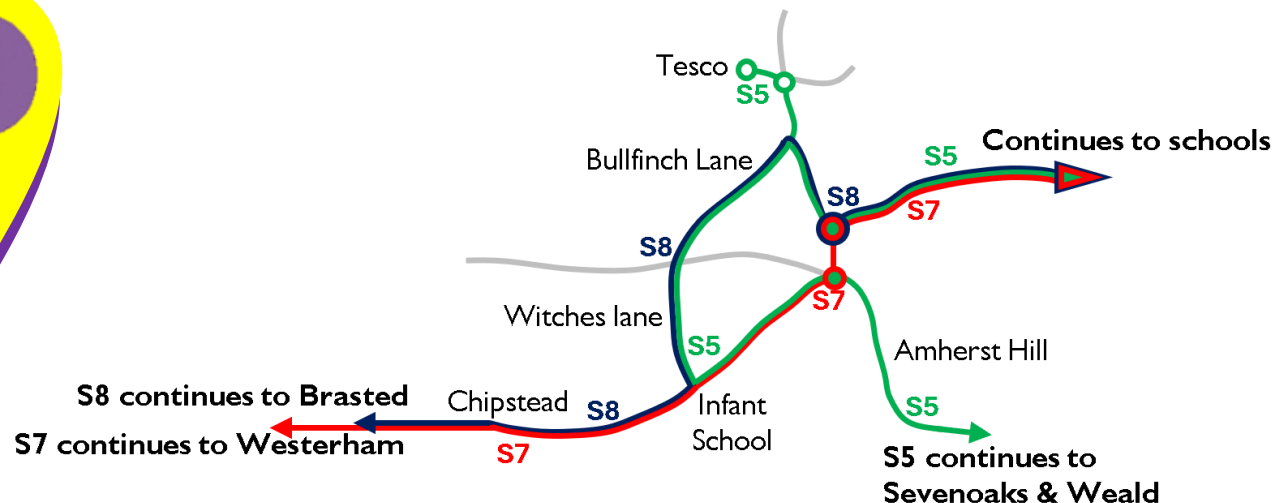 Tesco
S5
Continues to schools
S5
Bullfinch Lane
S8
S7
S8
S7
Witches lane
S5
Amherst Hill
S8 continues to Brasted
Chipstead
S8
Infant
School
S5
S7 continues to Westerham
S7
S5 continues to
Sevenoaks & Weald